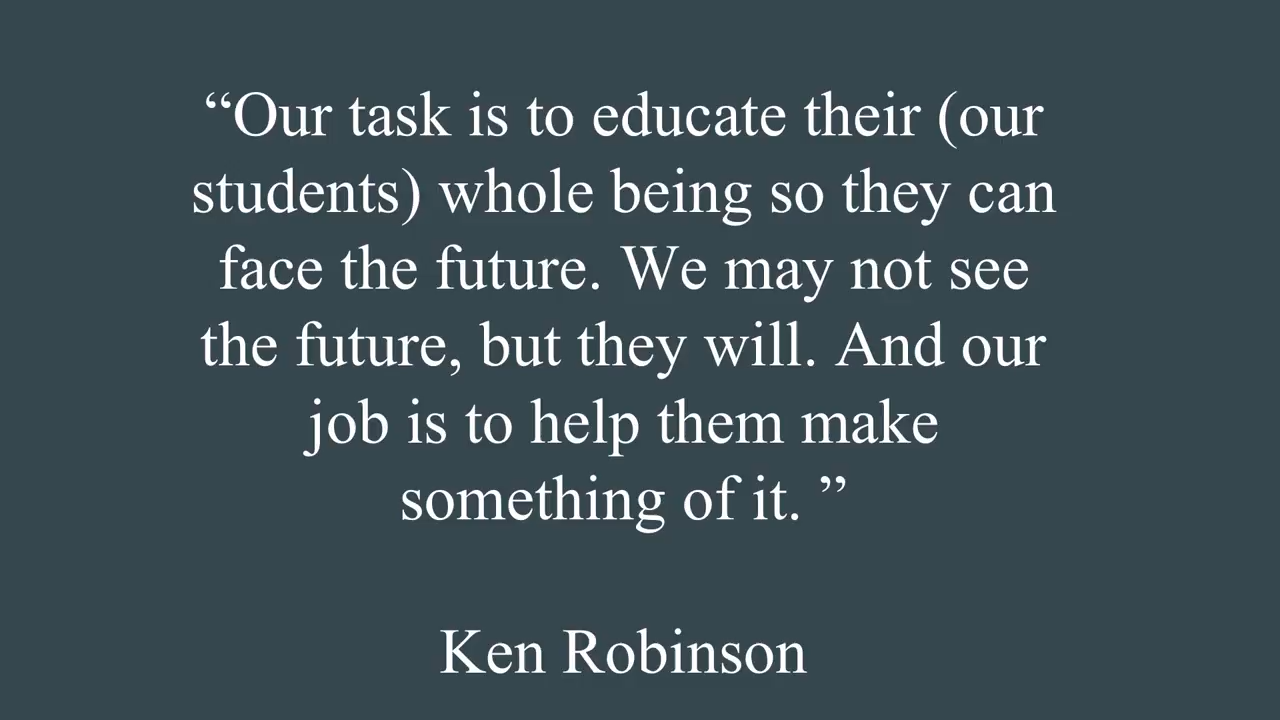 “Our task is to educate their (our
students) whole being so they can
face the future. We may not see
the future, but they will. And our
job is to help them make
something of it. ”
Ken Robinson